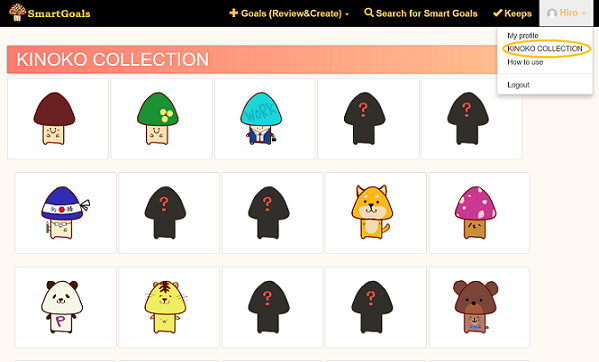 SmartGoals
Goals (Review&Create)
Search for Smart Goals
Keeps
Hiro
My profile
KINOKO COLLECTION
How to use
Logout
KINOKO COLLECTION
WORK
?
?
?
?
P
?
?